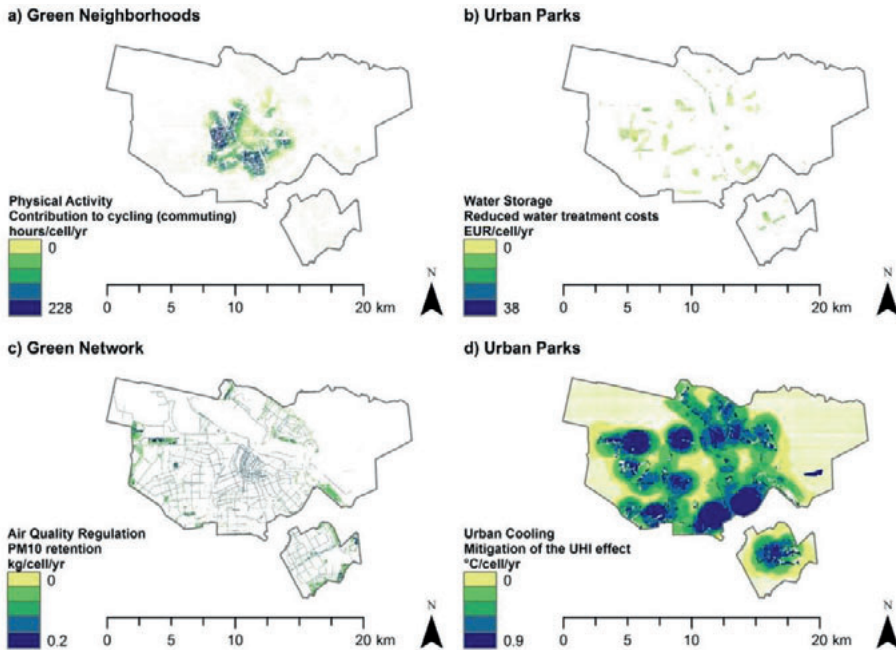 a) Green Neighborhoods
Physical Activity
Contribution to cycling (commuting)
hours/cell/yr
0
228
0 5 10 20 km
N
b) Urban Parks
Water Storage
Reduced water treatment costs
EUR/cell/yr
0
38
0 5 10 20 km
N
c) Green Network
Air Quality Regulation
PM10 retention
kg/cell/yr
0
0.2
0 5 10 20 km
N
d) Urban Parks
Urban Cooling
Mitigation of the UHI effect
°C/cell/yr
0
0.9
0 5 10 20 km
N